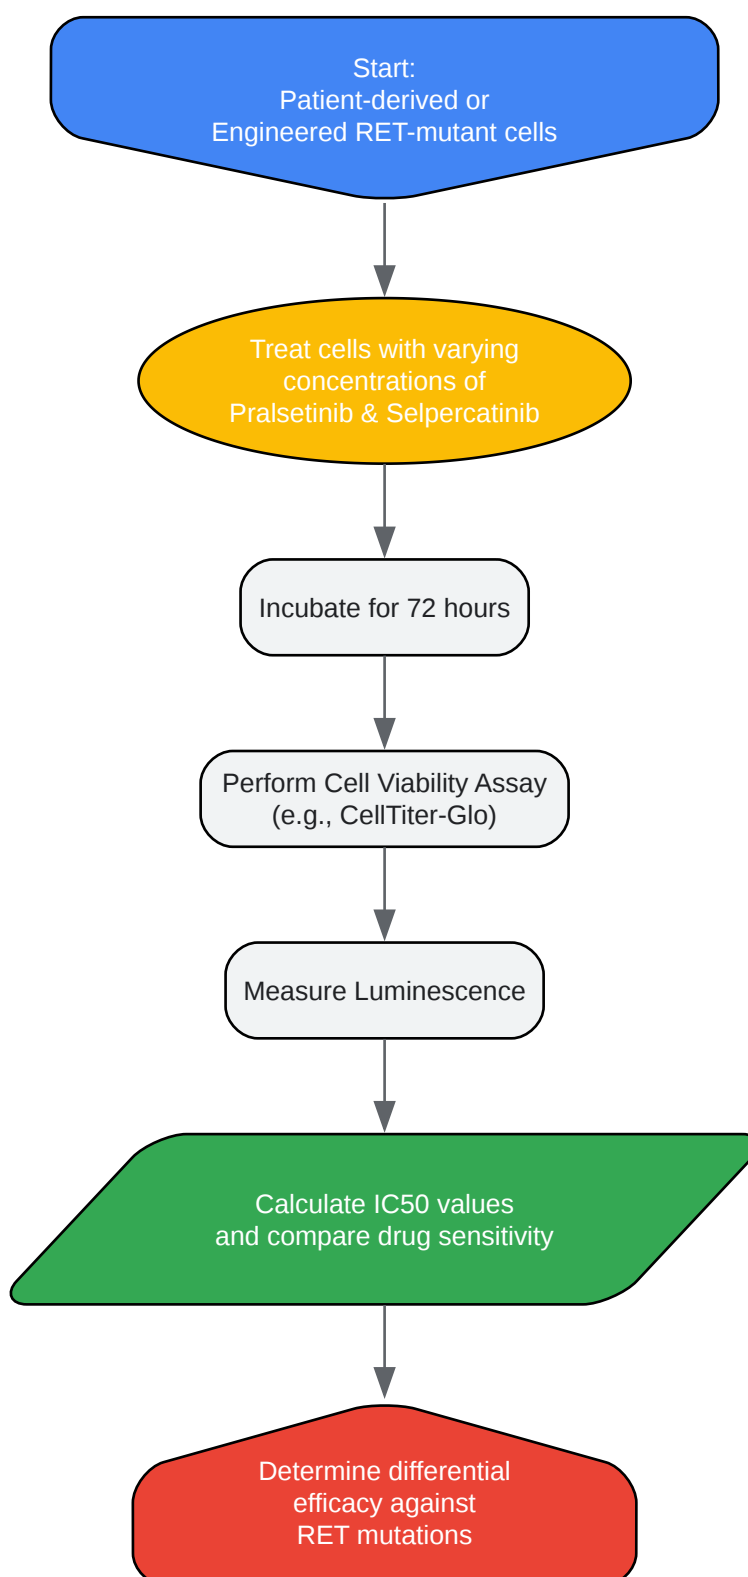 Start:
Patient-derived or
Engineered RET-mutant cells
Treat cells with varying
concentrations of
Pralsetinib & Selpercatinib
Incubate for 72 hours
Perform Cell Viability Assay
(e.g., CellTiter-Glo)
Measure Luminescence
Calculate IC50 values
and compare drug sensitivity
Determine differential
efficacy against
RET mutations